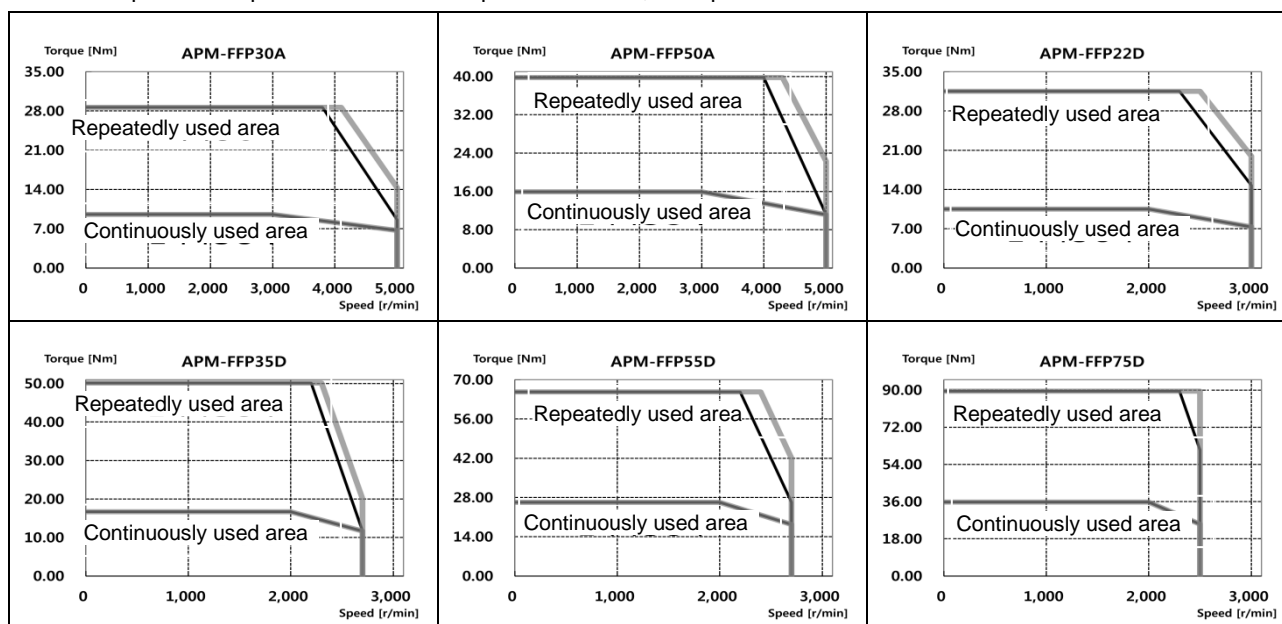 Torque [Nm] APM-FFP30A
35.00
28.00
Repeatedly used area
21.00
14.00
7.00
Continuously used area
0.00
0 1,000 2,000 3,000 4,000 5,000
Speed [r/min]
Torque [Nm] APM-FFP50A
40.00
Repeatedly used area
32.00
24.00
16.00
Continuously used area
8.00
0.00
0 1,000 2,000 3,000 4,000 5,000
Speed [r/min]
Torque [Nm] APM-FFP22D
35.00
28.00
Repeatedly used area
21.00
14.00
7.00
Continuously used area
0.00
0 1,000 2,000 3,000
Speed [r/min]
Torque [Nm] APM-FFP35D
50.00
Repeatedly used area
40.00
30.00
20.00
Continuously used area
10.00
0.00
0 1,000 2,000 3,000
Speed [r/min]
Torque [Nm] APM-FFP55D
70.00
Repeatedly used area
56.00
42.00
28.00
Continuously used area
14.00
0.00
0 1,000 2,000 3,000
Speed [r/min]
Torque [Nm] APM-FFP75D
90.00
Repeatedly used area
72.00
54.00
36.00
Continuously used area
18.00
0.00
0 1,000 2,000 3,000
Speed [r/min]